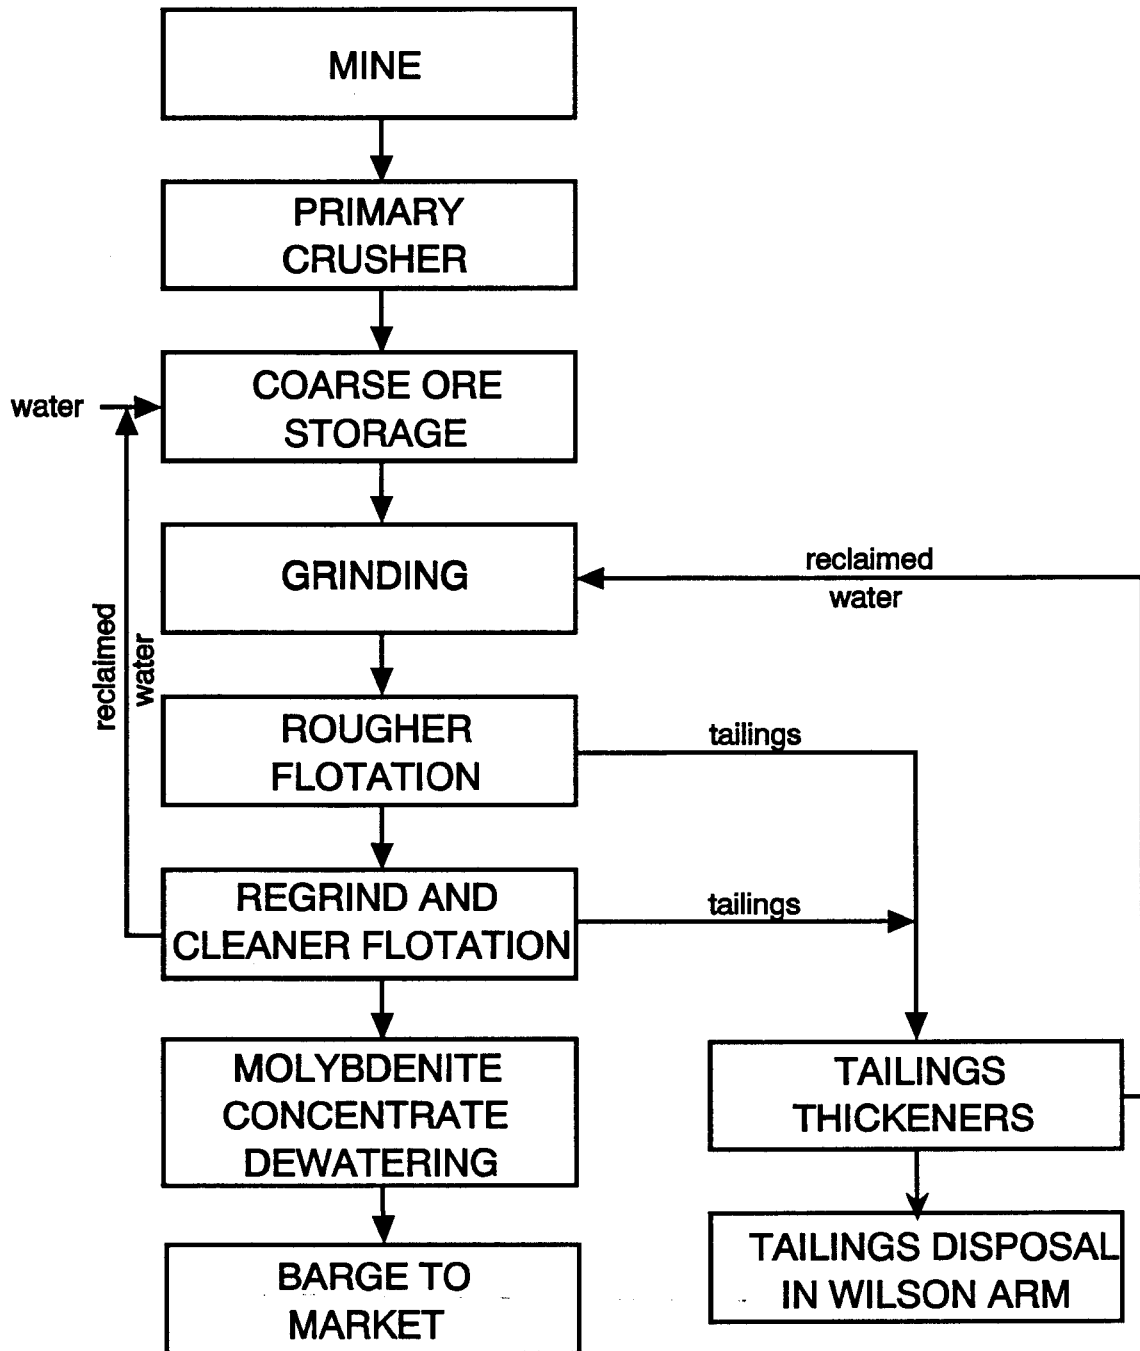 MINE
PRIMARY
CRUSHER
COARSE ORE
STORAGE
water
GRINDING
reclaimed
water
reclaimed
water
ROUGHER
FLOTATION
tailings
REGRIND AND
CLEANER FLOTATION
tailings
MOLYBDENITE
CONCENTRATE
DEWATERING
TAILINGS
THICKENERS
BARGE TO
MARKET
TAILINGS DISPOSAL
IN WILSON ARM